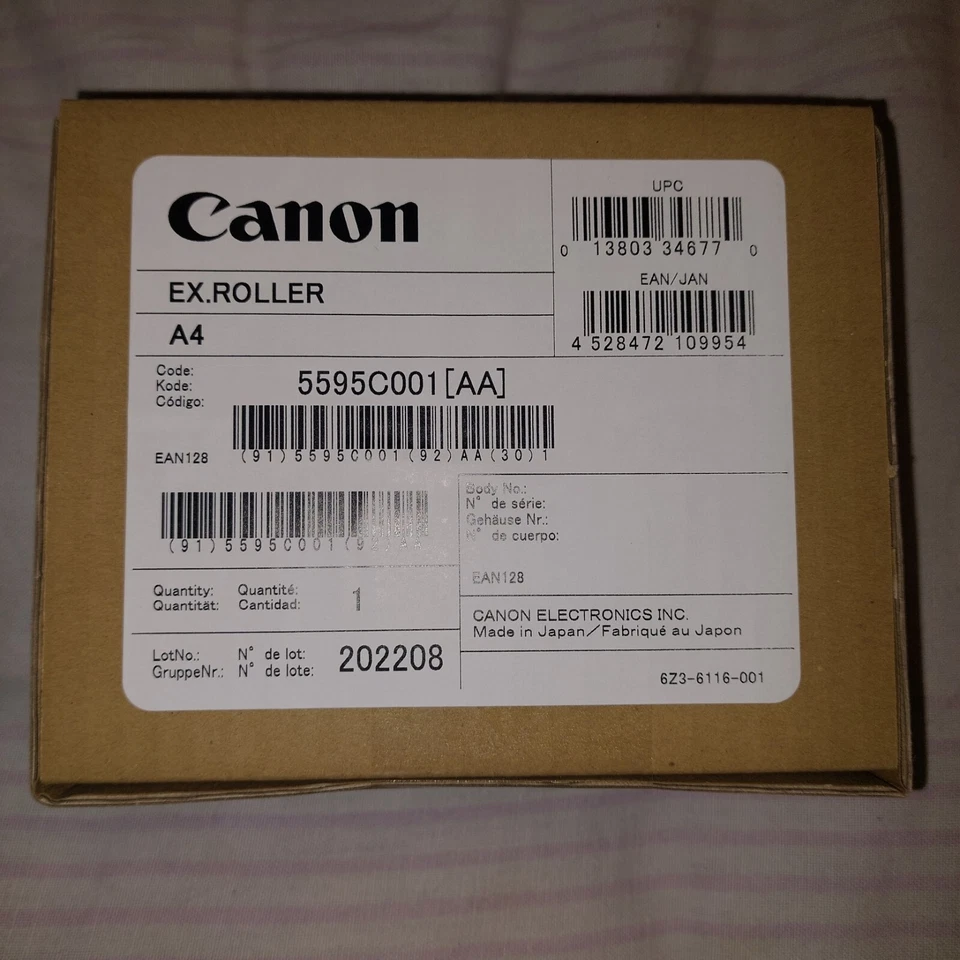 Canon
UPC
0 13803 34677 0
EX.ROLLER
EAN/JAN
A4
4 528472 109954
Code:
Kode:
Código:
5595C001[AA]
EAN128
(91)5595C001(92)AA(30)1
(91)5595C001(9
Body No.:
N° de série:
Gehäuse Nr.:
N° de cuerpo:
EAN128
Quantity: Quantité:
Quantität: Cantidad:
1
CANON ELECTRONICS INC.
Made in Japan/Fabriqué au Japon
LotNo.: N° de lot:
GruppeNr.: N° de lote:
202208
6Z3-6116-001